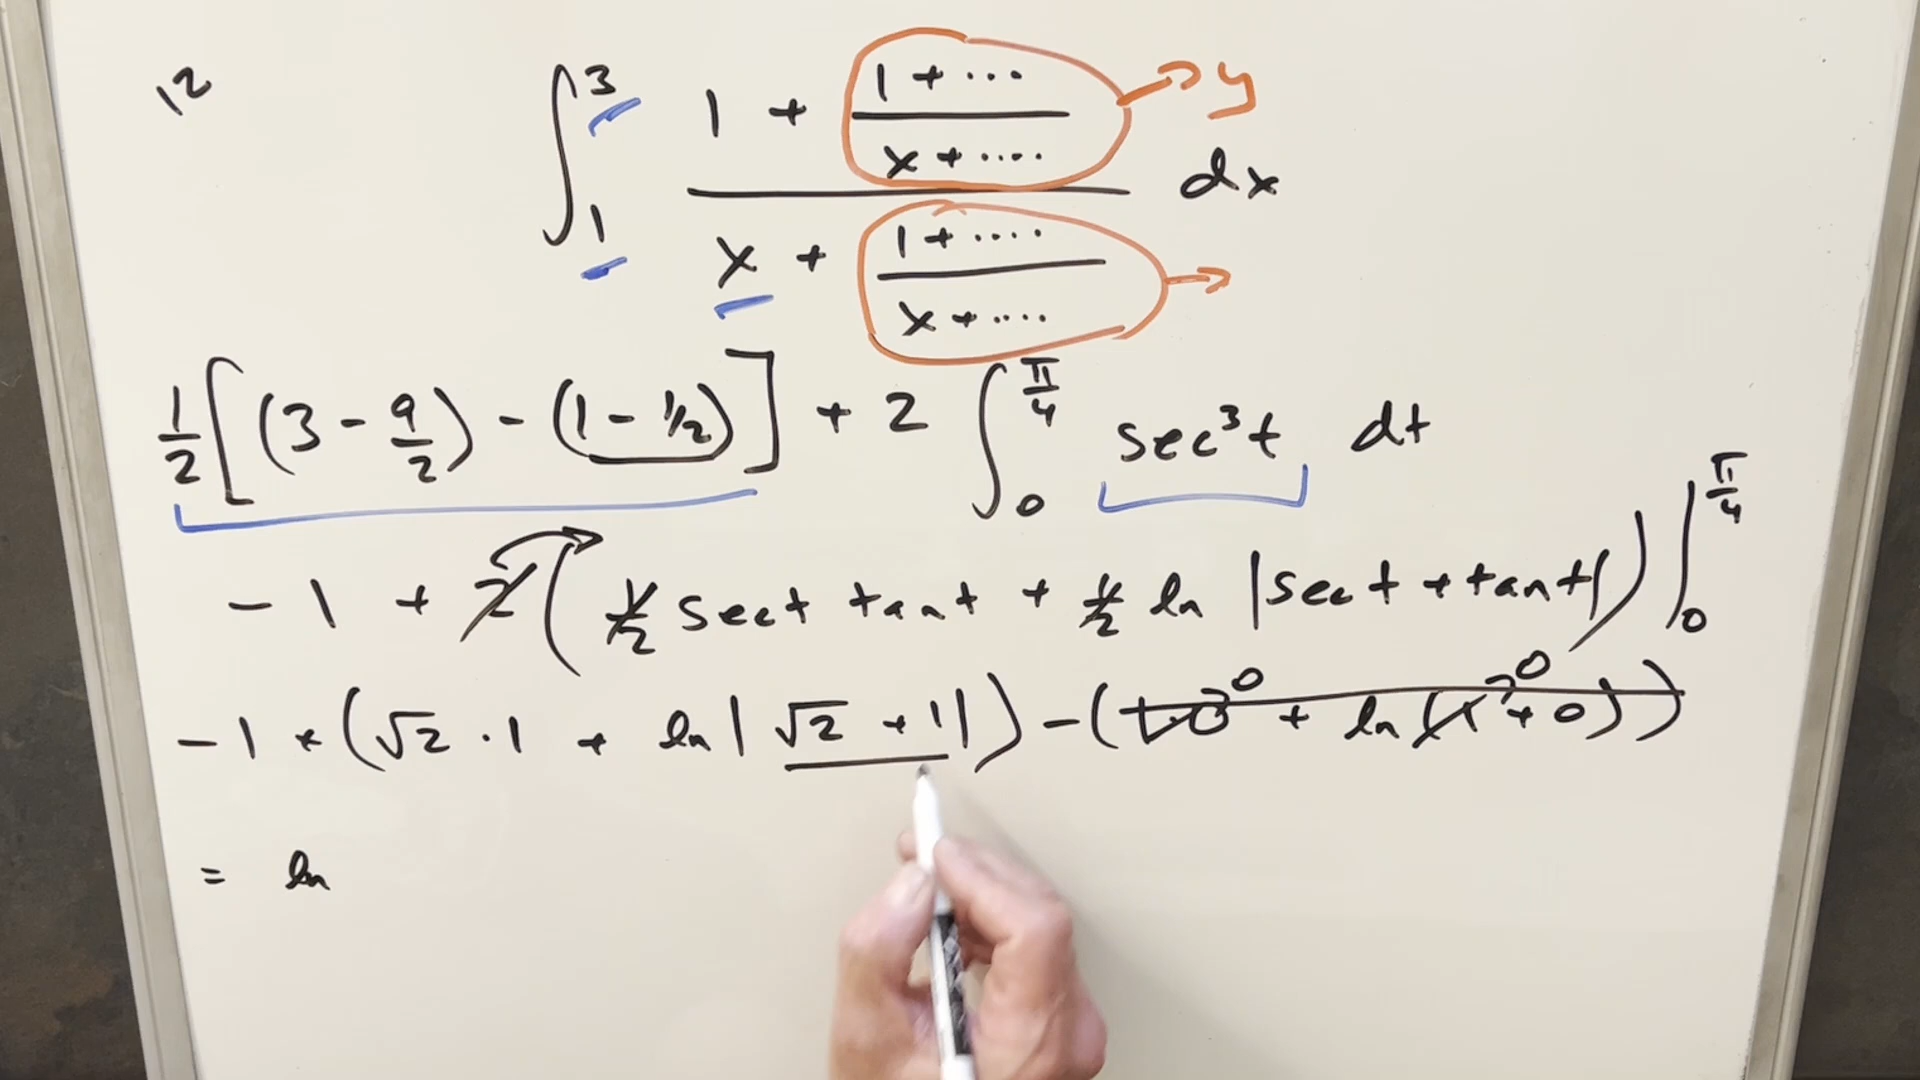 12
∫₁³ (1 + (1 + ⋯)/(x + ⋯⋅))/(x + (1 + ⋯⋅)/(x + ⋯⋅)) dx → y →
1/2 [(3 - 9/2) - (1 - 1/2)] + 2 ∫₀^(π/4) sec³t dt
- 1 + 2(1/2 sec t tan t + 1/2 ln |sec t + tan t|) |₀^(π/4)
- 1 + (√2 · 1 + ln|√2 + 1|) - (1·0 → 0 + ln(1 + 0)) → 0)
= ln